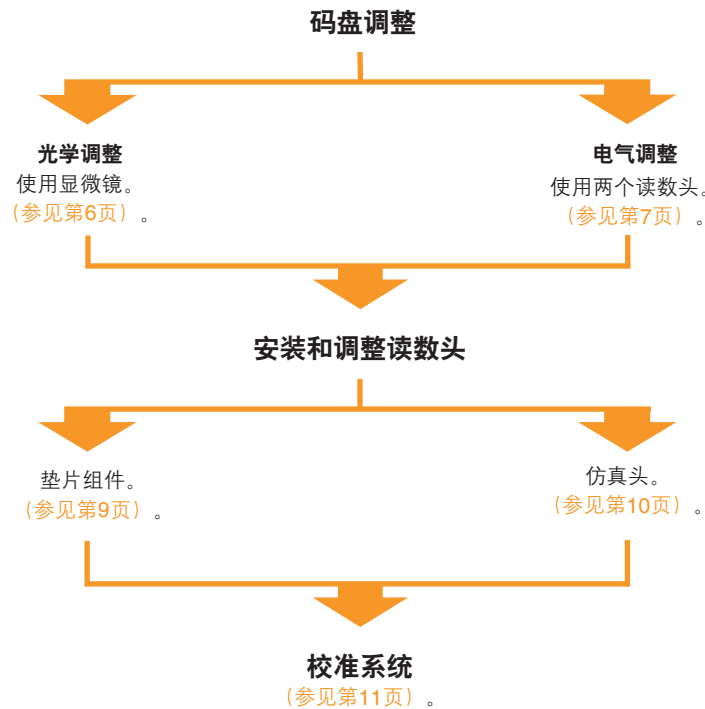 码盘调整
光学调整
使用显微镜。
（参见第6页）。
电气调整
使用两个读数头。
（参见第7页）。
安装和调整读数头
垫片组件。
（参见第9页）。
仿真头。
（参见第10页）。
校准系统
（参见第11页）。